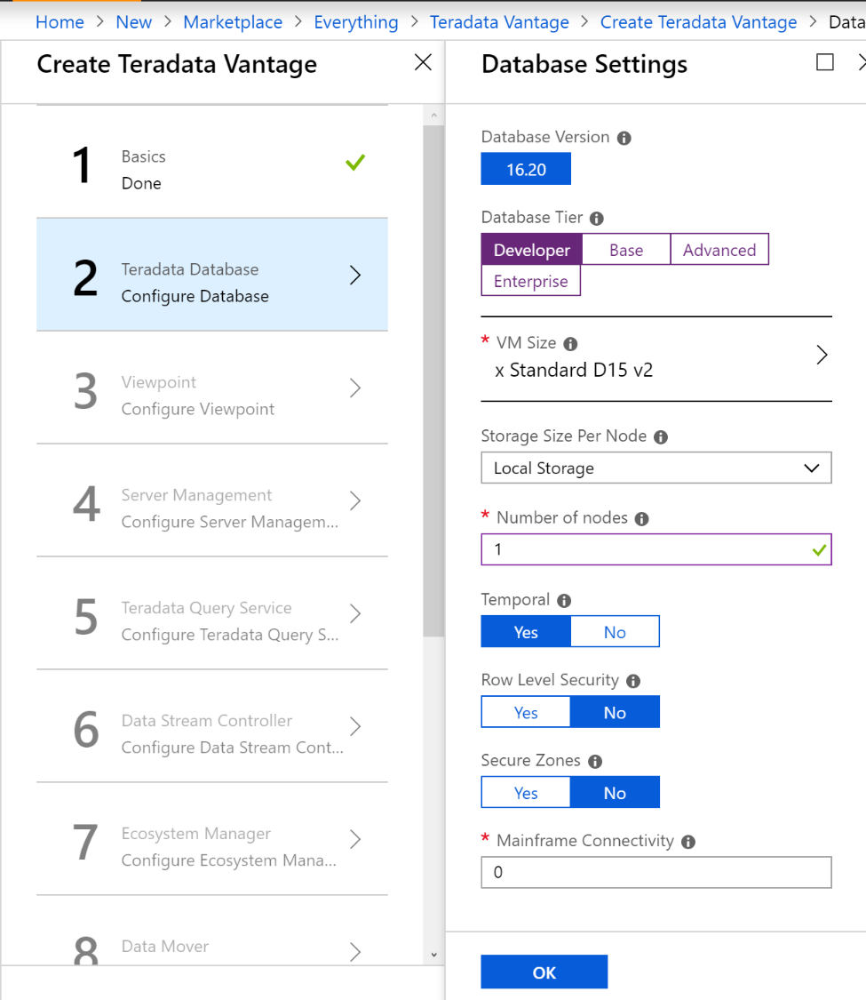 Home > New > Marketplace > Everything > Teradata Vantage > Create Teradata Vantage > Data
Create Teradata Vantage
1
Basics
Done
2
Teradata Database
Configure Database
3
Viewpoint
Configure Viewpoint
4
Server Management
Configure Server Managem...
5
Teradata Query Service
Configure Teradata Query S...
6
Data Stream Controller
Configure Data Stream Cont...
7
Ecosystem Manager
Configure Ecosystem Mana...
8
Data Mover
Database Settings
Database Version
16.20
Database Tier
Developer Base Advanced
Enterprise
* VM Size
x Standard D15 v2
Storage Size Per Node
Local Storage
* Number of nodes
1
Temporal
Yes No
Row Level Security
Yes No
Secure Zones
Yes No
* Mainframe Connectivity
0
OK